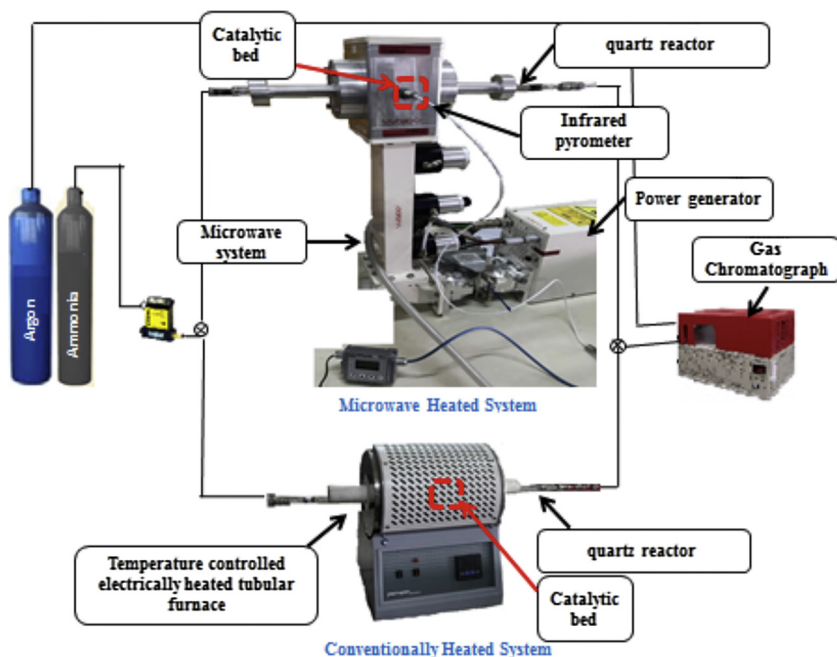 Catalytic
bed
quartz reactor
Infrared
pyrometer
Power generator
Microwave
system
Gas
Chromatograph
Argon
Ammonia
Microwave Heated System
Temperature controlled
electrically heated tubular
furnace
quartz reactor
Catalytic
bed
Conventionally Heated System